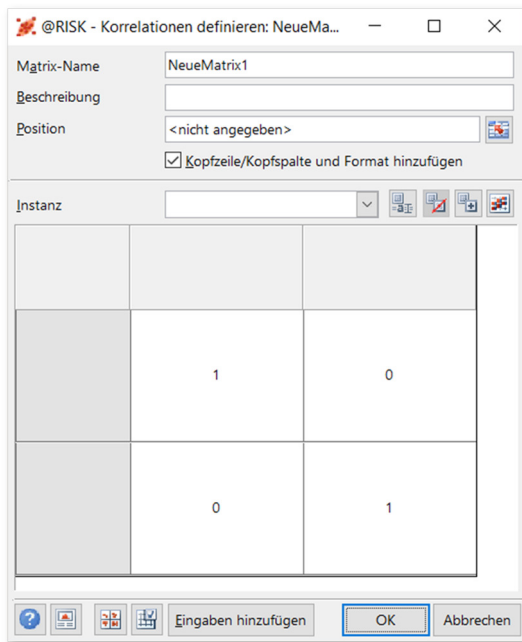 @RISK - Korrelationen definieren: NeueMa...
Matrix-Name NeueMatrix1
Beschreibung
Position <nicht angegeben>
Kopfzeile/Kopfspalte und Format hinzufügen
Instanz
1 0
0 1
Eingaben hinzufügen OK Abbrechen